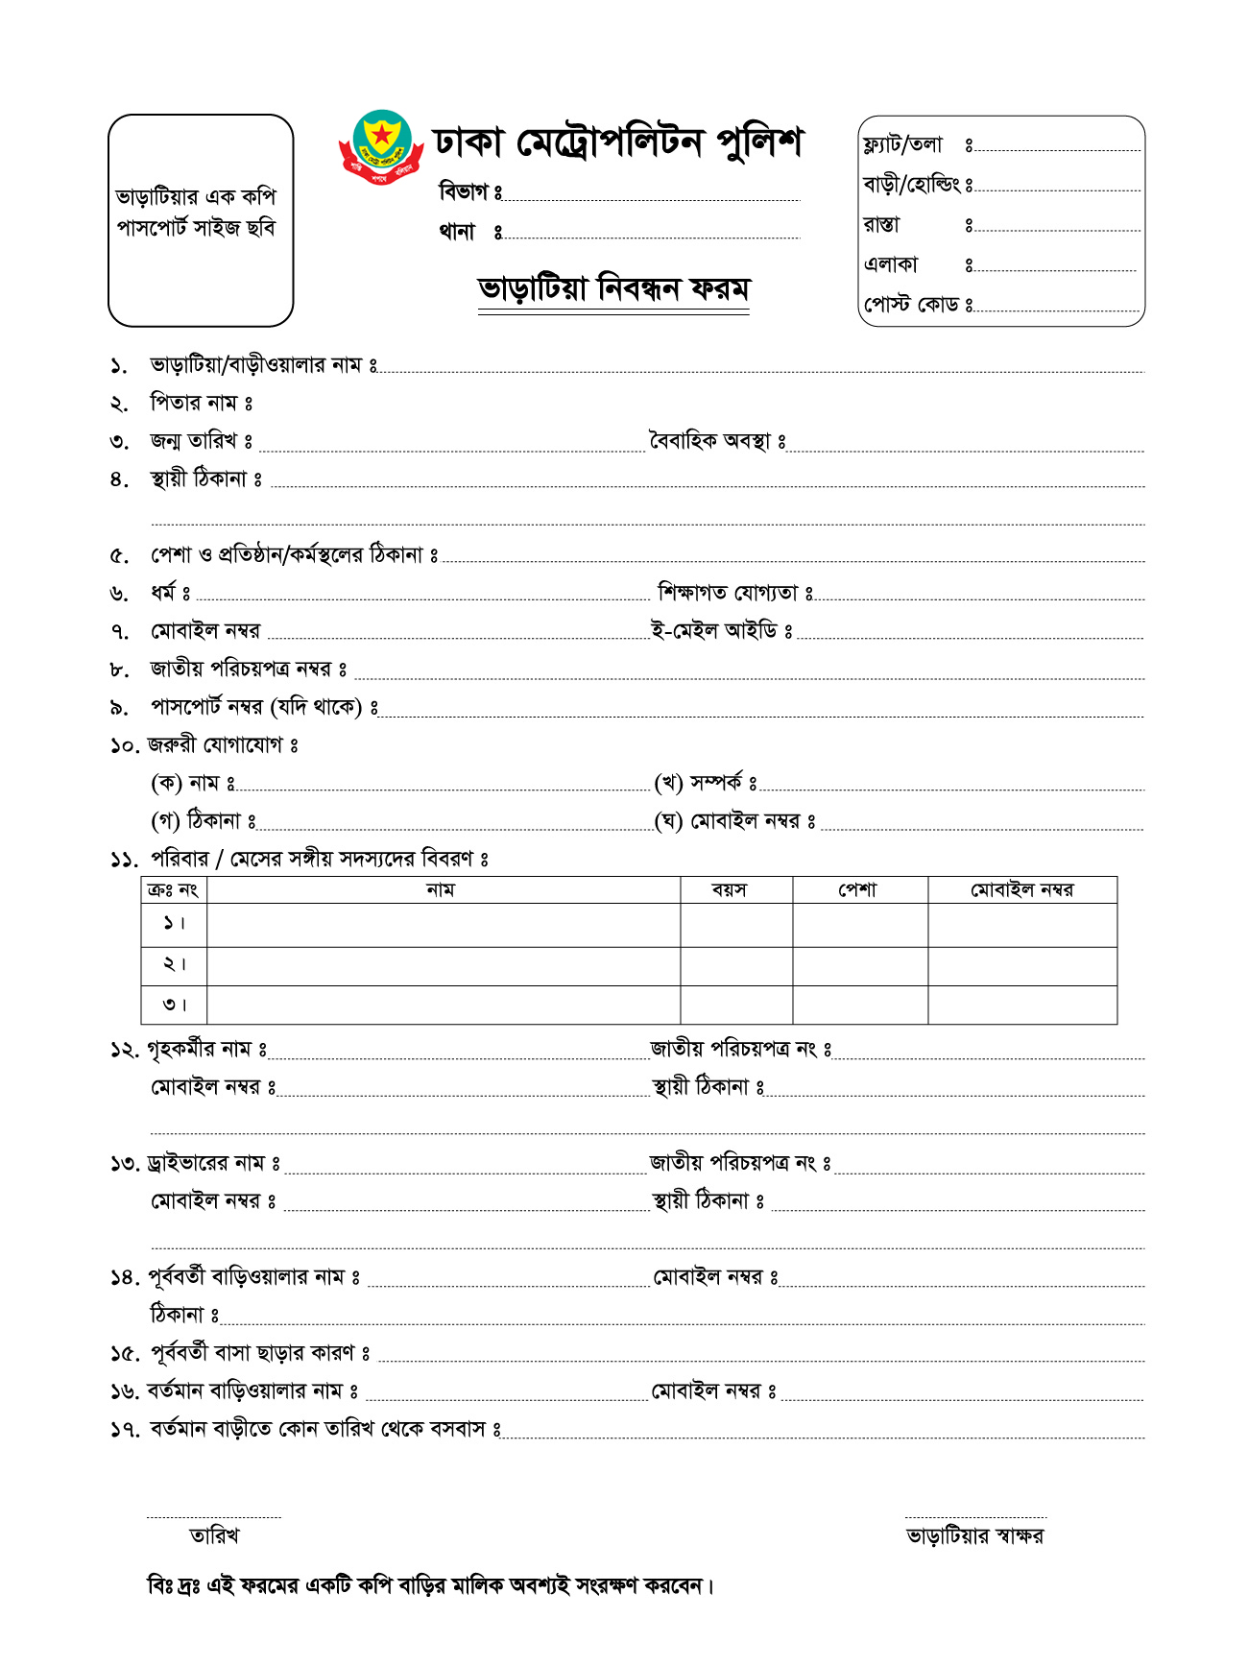 ভাড়াটিয়ার এক কপি
পাসপোর্ট সাইজ ছবি
ঢাকা মেট্রোপলিটন পুলিশ
বিভাগ ঃ
থানা ঃ
ভাড়াটিয়া নিবন্ধন ফরম
ফ্ল্যাট/তলা ঃ
বাড়ী/হোল্ডিং ঃ
রাস্তা ঃ
এলাকা ঃ
পোস্ট কোড ঃ
১. ভাড়াটিয়া/বাড়ীওয়ালার নাম ঃ
২. পিতার নাম ঃ
৩. জন্ম তারিখ ঃ বৈবাহিক অবস্থা ঃ
৪. স্থায়ী ঠিকানা ঃ
৫. পেশা ও প্রতিষ্ঠান/কর্মস্থলের ঠিকানা ঃ
৬. ধর্ম ঃ শিক্ষাগত যোগ্যতা ঃ
৭. মোবাইল নম্বর ই-মেইল আইডি ঃ
৮. জাতীয় পরিচয়পত্র নম্বর ঃ
৯. পাসপোর্ট নম্বর (যদি থাকে) ঃ
১০. জরুরী যোগাযোগ ঃ
(ক) নাম ঃ (খ) সম্পর্ক ঃ
(গ) ঠিকানা ঃ (ঘ) মোবাইল নম্বর ঃ
১১. পরিবার / মেসের সঙ্গীয় সদস্যদের বিবরণ ঃ
ক্রঃ নং নাম বয়স পেশা মোবাইল নম্বর
১।
২।
৩।
১২. গৃহকর্মীর নাম ঃ জাতীয় পরিচয়পত্র নং ঃ
মোবাইল নম্বর ঃ স্থায়ী ঠিকানা ঃ
১৩. ড্রাইভারের নাম ঃ জাতীয় পরিচয়পত্র নং ঃ
মোবাইল নম্বর ঃ স্থায়ী ঠিকানা ঃ
১৪. পূর্ববর্তী বাড়িওয়ালার নাম ঃ মোবাইল নম্বর ঃ
ঠিকানা ঃ
১৫. পূর্ববর্তী বাসা ছাড়ার কারণ ঃ
১৬. বর্তমান বাড়িওয়ালার নাম ঃ মোবাইল নম্বর ঃ
১৭. বর্তমান বাড়ীতে কোন তারিখ থেকে বসবাস ঃ
তারিখ ভাড়াটিয়ার স্বাক্ষর
বিঃ দ্রঃ এই ফরমের একটি কপি বাড়ির মালিক অবশ্যই সংরক্ষণ করবেন।